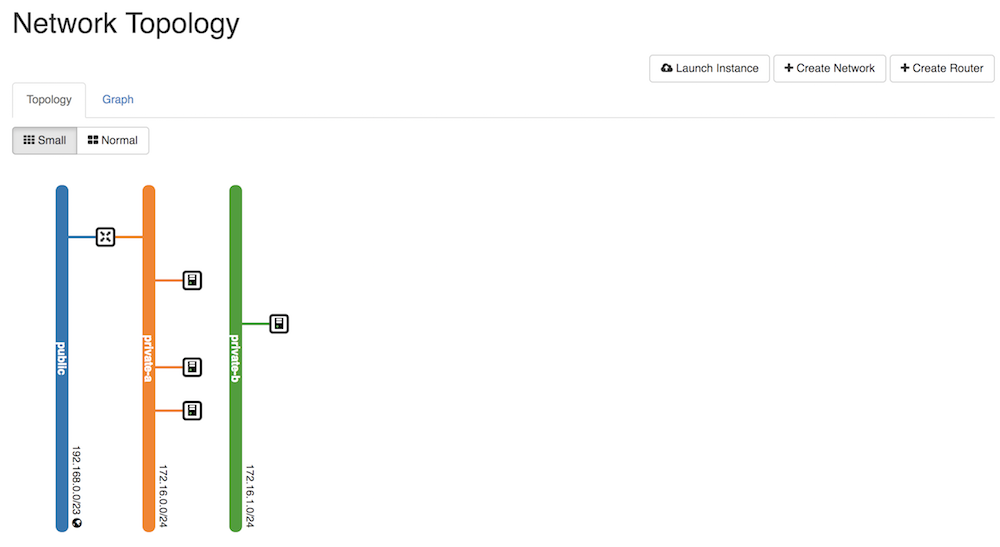 Network Topology
Launch Instance
Create Network
Create Router
Topology
Graph
Small
Normal
public
192.168.0.0/23
private-a
172.16.0.0/24
private-b
172.16.1.0/24